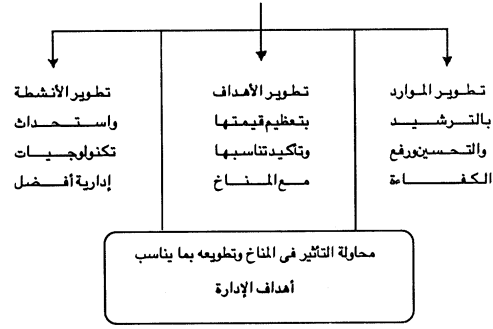 تطوير الموارد
بالترشيد
والتحسين ورفع
الكفاءة
تطوير الأهداف
بتعظيم قيمتها
وتأكيد تناسبها
مع المناخ
تطوير الأنشطة
واستحداث
تكنولوجيات
إدارية أفضل
محاولة التأثير فى المناخ وتطويعه بما يناسب
أهداف الإدارة